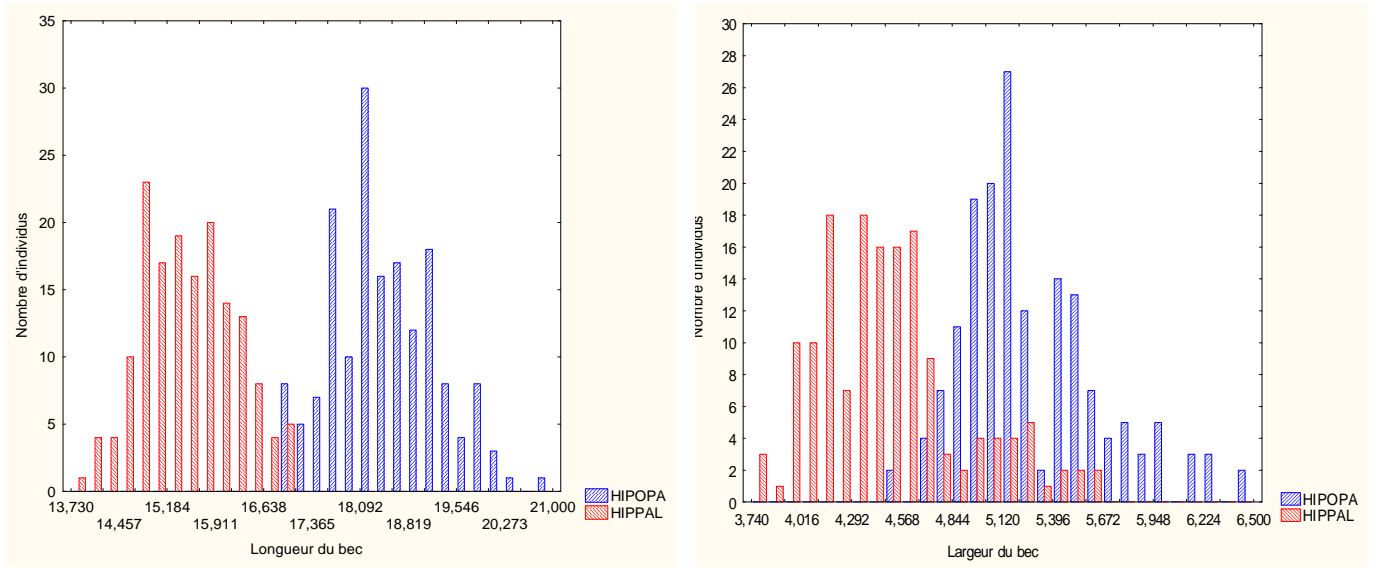 35
30
25
20
15
10
5
0
Nombre d'individus
13,730 15,184 16,638 18,092 19,546 21,000
14,457 15,911 17,365 18,819 20,273
Longueur du bec
HIPOPA
HIPPAL
30
28
26
24
22
20
18
16
14
12
10
8
6
4
2
0
Nombre d'individus
3,740 4,016 4,292 4,568 4,844 5,120 5,396 5,672 5,948 6,224 6,500
Largeur du bec
HIPOPA
HIPPAL